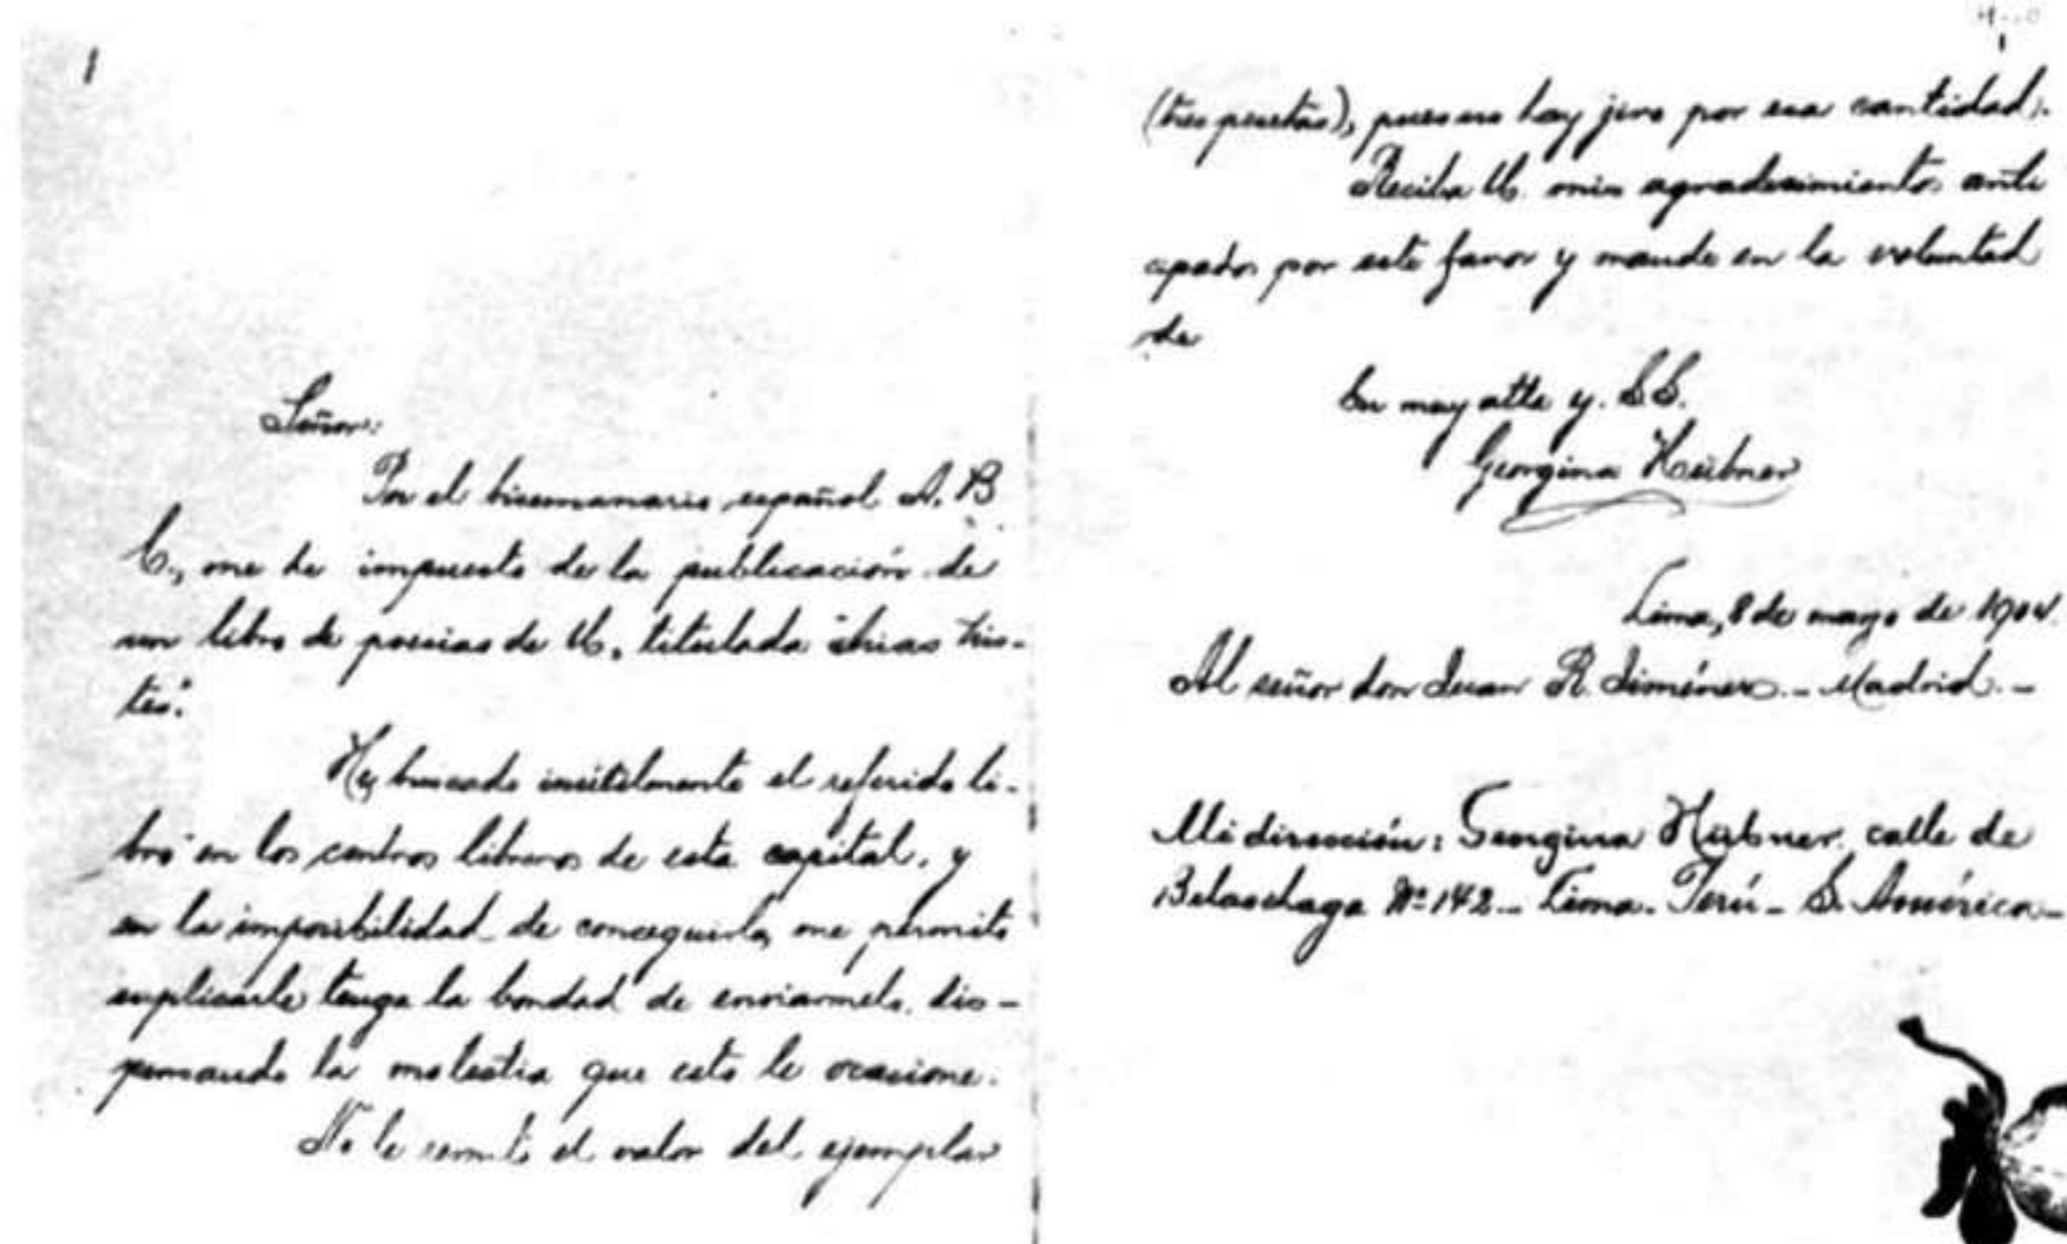 1
Señor:
Por el bisemanario español A. B
C., me he impuesto de la publicación de
un libro de poesias de U., titulada "Arias tris-
tes".
He buscado inútilmente el referido li-
bro en los centros libreros de esta capital, y
en la imposibilidad de conceguirlo, me permito
suplicarle tenga la bondad de enviarmelo, dis-
pensando la molestia que esto le ocasione.
No le remito el valor del ejemplar
(tres pesetas), pues no hay jiro por esa cantidad.
Reciba U. mis agradecimientos anti
cipados por este favor y mande en la voluntad
de
Su muy atta y. S.S.
Georgina Hübner
Lima, 8 de mayo de 1904.
Al señor don Juan R. Jiménez.- Madrid.-
Mi dirección: Georgina Hübner. calle de
Belaochaga Nº 142.- Lima. Perú- S. América-